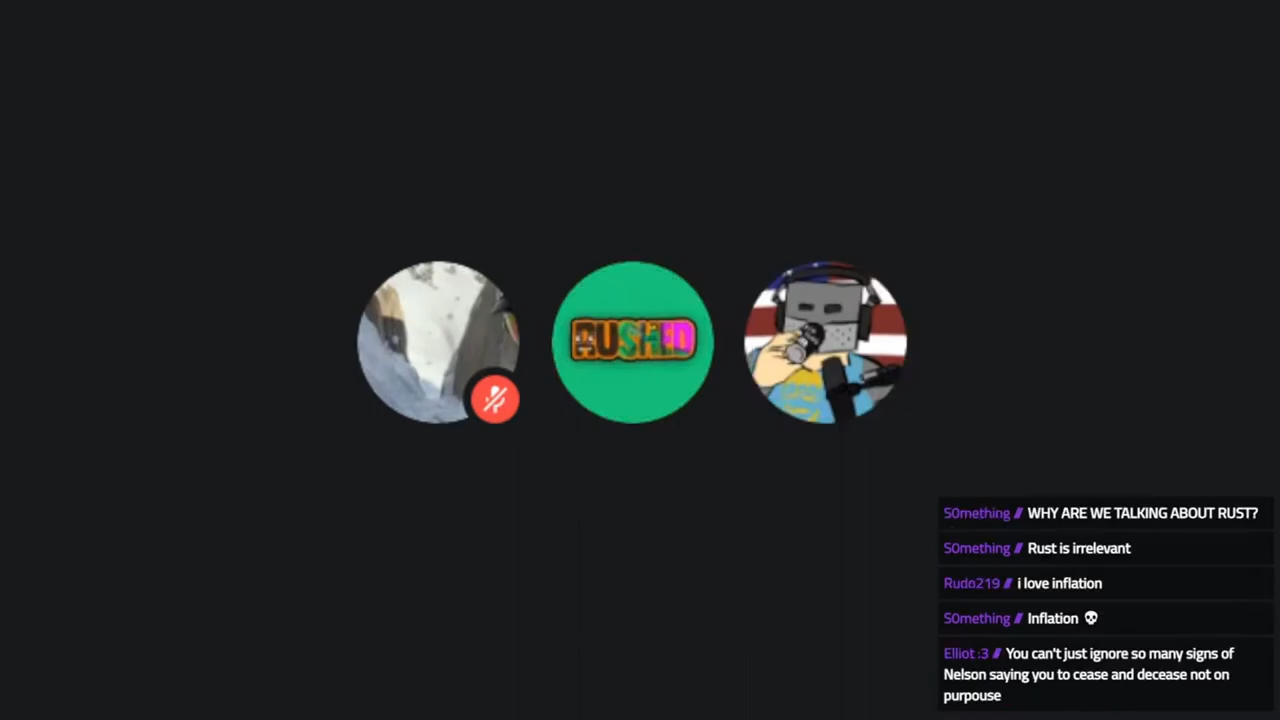 RUSHED
S0mething // WHY ARE WE TALKING ABOUT RUST?
S0mething // Rust is irrelevant
Rudo219 // i love inflation
S0mething // Inflation 💀
Elliot :3 // You can't just ignore so many signs of
Nelson saying you to cease and decease not on
purpouse